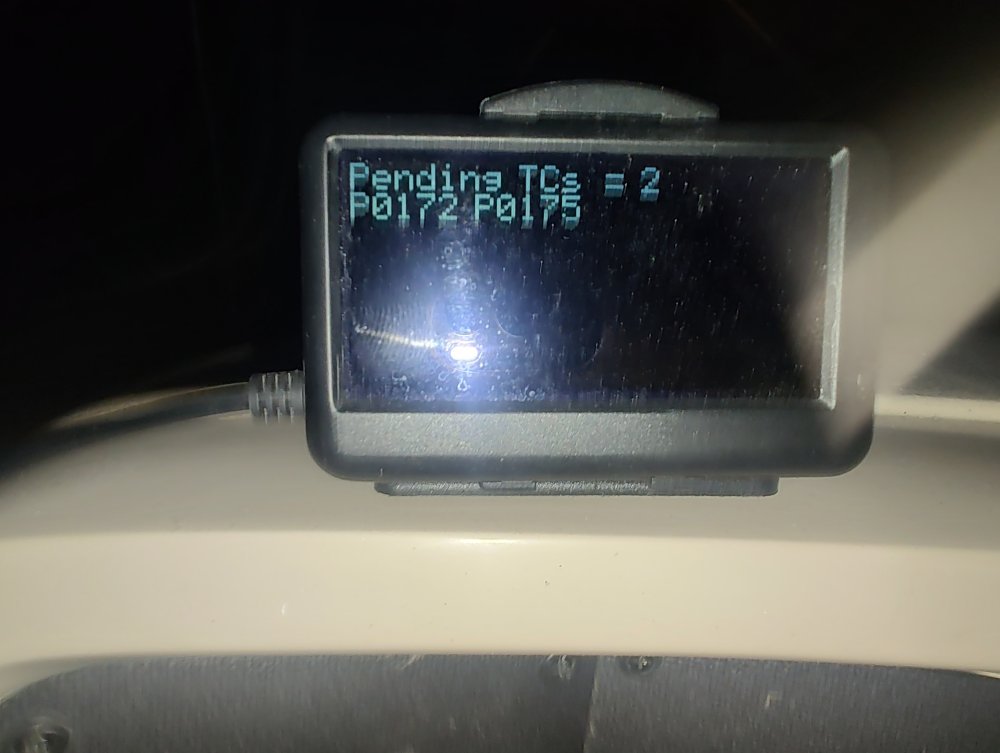 Pending TCs = 2
P0172 P0175